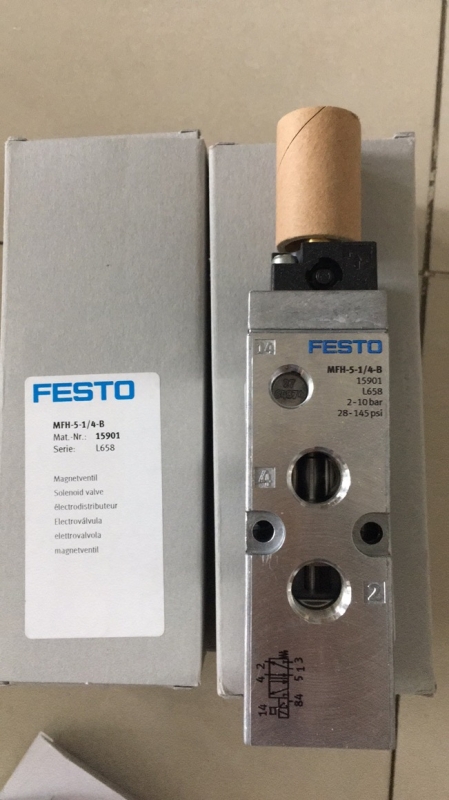 FESTO
MFH-5-1/4-B
Mat.-Nr.: 15901
Serie: L658
Magnetventil
Solenoid valve
électrodistributeur
Electroválvula
elettrovalvola
magnetventil
14
FESTO
MFH-5-1/4-B
15901
L658
2-10 bar
28-145 psi
4
2
14 4 2
84 5 1 3